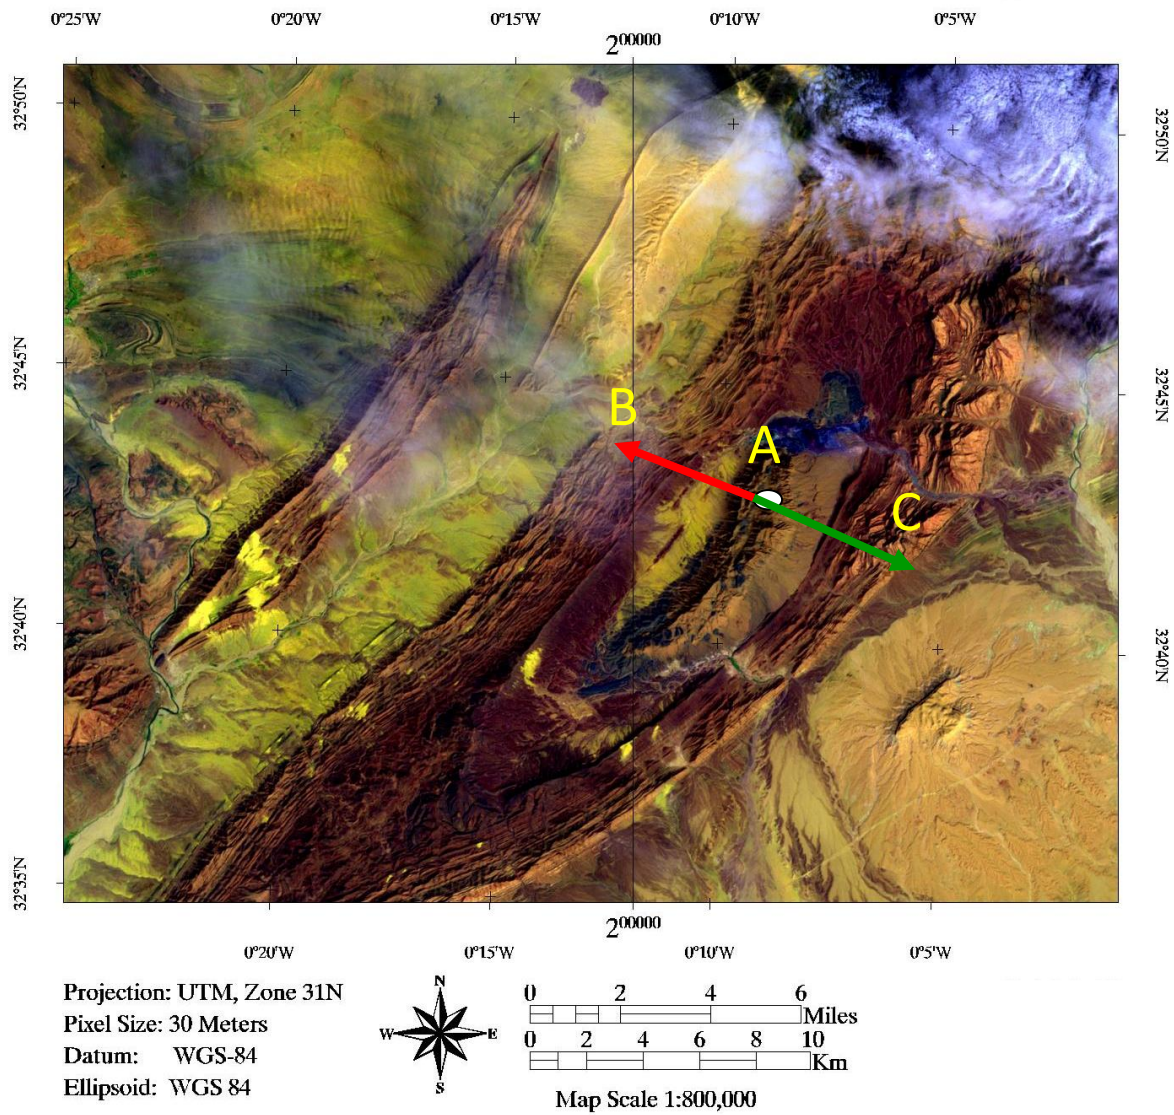 0°25'W 0°20'W 0°15'W 0°10'W 0°5'W
200000
32°50'N
32°50'N
32°45'N
32°45'N
B
A
C
32°40'N
32°40'N
32°35'N
200000
0°20'W 0°15'W 0°10'W 0°5'W
Projection: UTM, Zone 31N
Pixel Size: 30 Meters
Datum: WGS-84
Ellipsoid: WGS 84
N
W E
S
0 2 4 6
Miles
0 2 4 6 8 10
Km
Map Scale 1:800,000